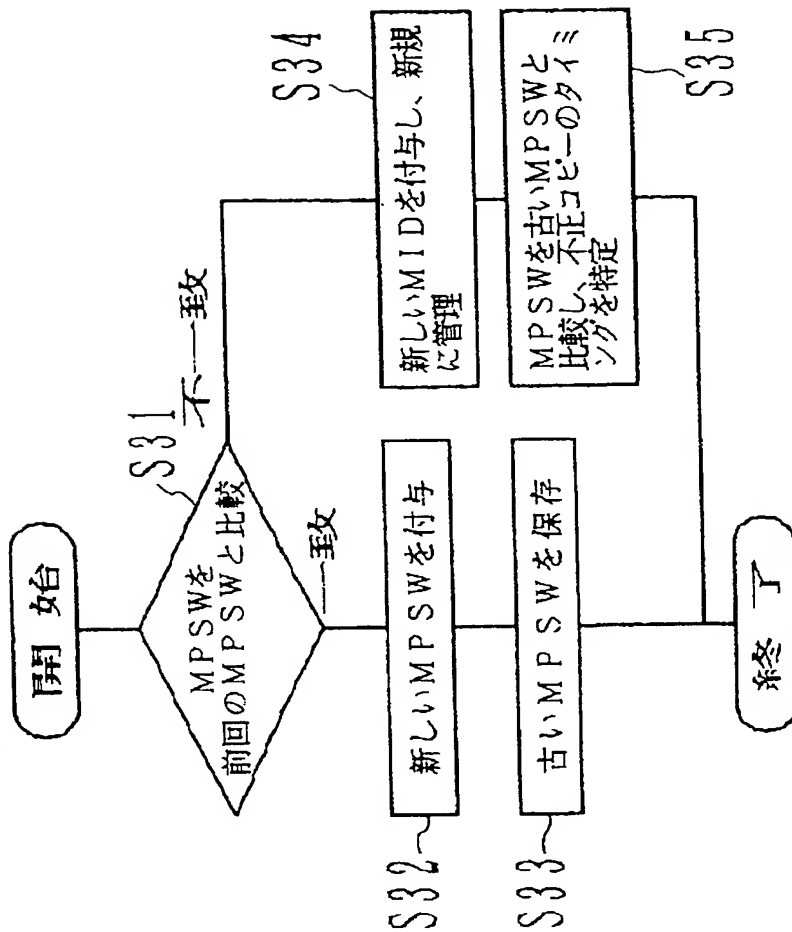 開 始
S31
MPSWを
前回のMPSWと比較
不一致
一致
S32
新しいMPSWを付与
S33
古いMPSWを保存
S34
新しいMIDを付与し、新規
に管理
MPSWを古いMPSWと
比較し、不正コピーのタイミ
ングを特定
S35
終 了